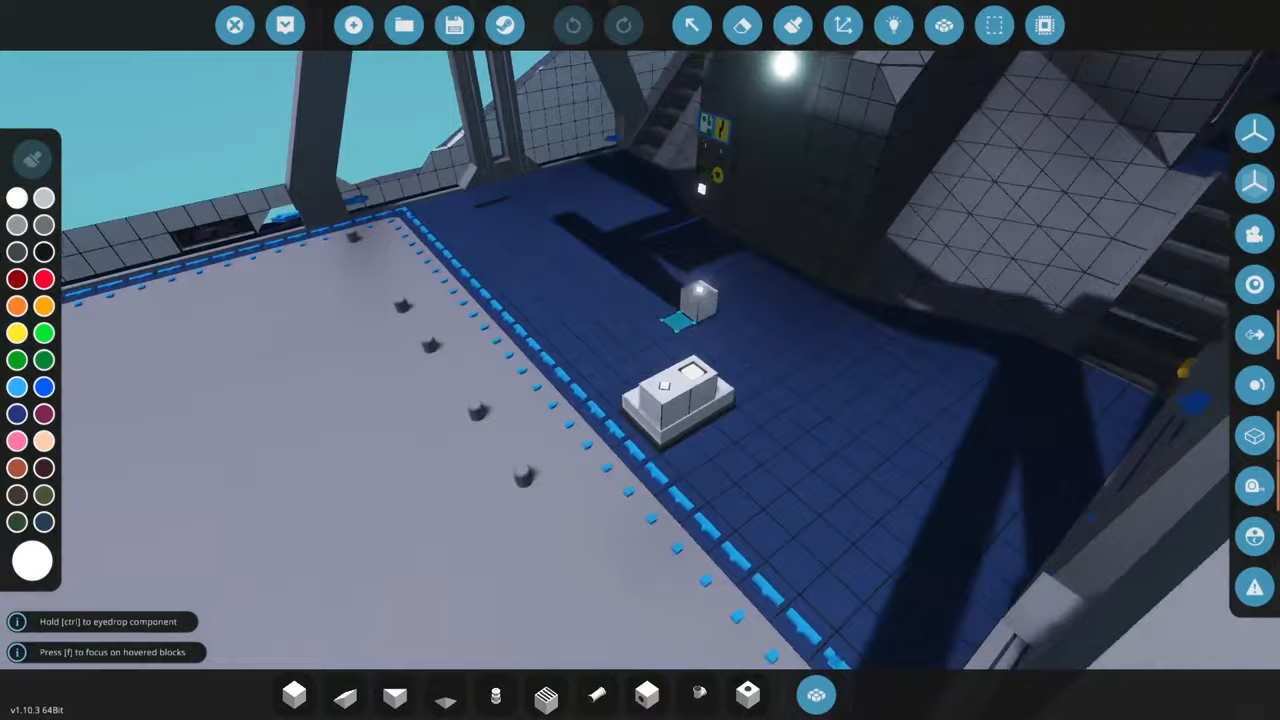 Hold [ctrl] to eyedrop component
Press [f] to focus on hovered blocks
v1.10.3 64Bit